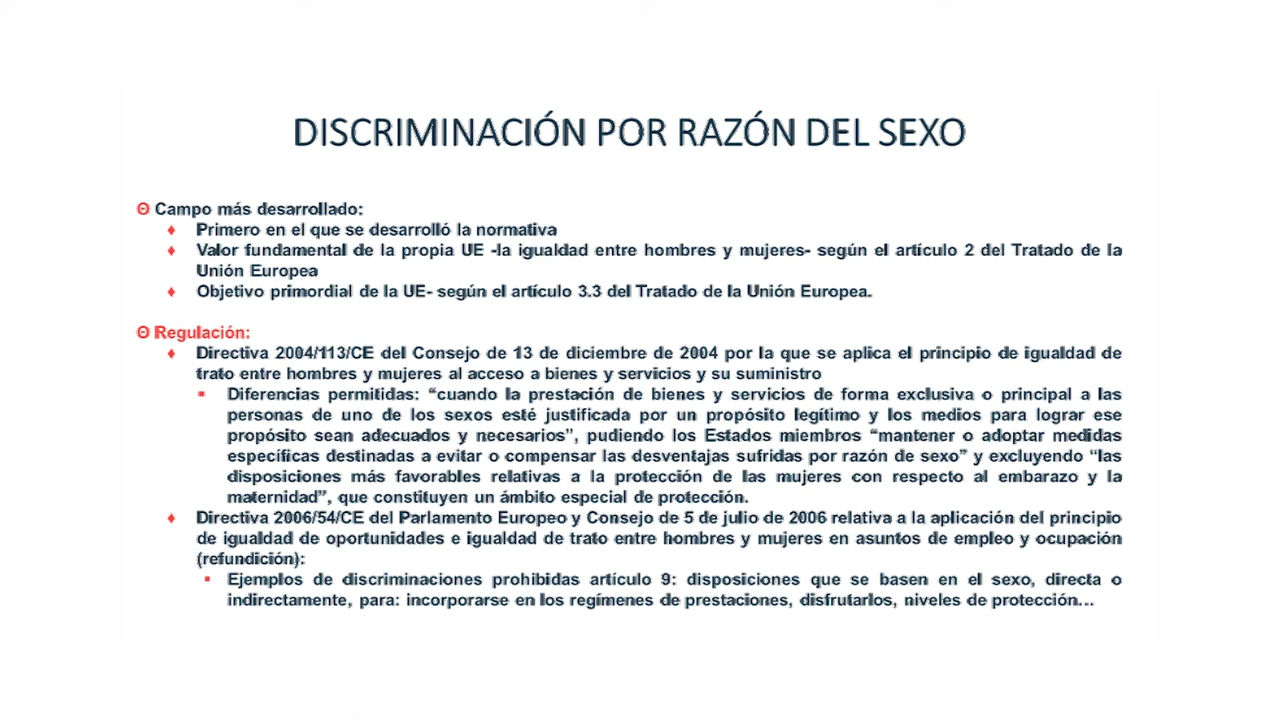 DISCRIMINACIÓN POR RAZÓN DEL SEXO
ʘ Campo más desarrollado:
♦ Primero en el que se desarrolló la normativa
♦ Valor fundamental de la propia UE -la igualdad entre hombres y mujeres- según el artículo 2 del Tratado de la
Unión Europea
♦ Objetivo primordial de la UE- según el artículo 3.3 del Tratado de la Unión Europea.
ʘ Regulación:
♦ Directiva 2004/113/CE del Consejo de 13 de diciembre de 2004 por la que se aplica el principio de igualdad de
trato entre hombres y mujeres al acceso a bienes y servicios y su suministro
▪ Diferencias permitidas: “cuando la prestación de bienes y servicios de forma exclusiva o principal a las
personas de uno de los sexos esté justificada por un propósito legítimo y los medios para lograr ese
propósito sean adecuados y necesarios”, pudiendo los Estados miembros “mantener o adoptar medidas
específicas destinadas a evitar o compensar las desventajas sufridas por razón de sexo” y excluyendo “las
disposiciones más favorables relativas a la protección de las mujeres con respecto al embarazo y la
maternidad”, que constituyen un ámbito especial de protección.
♦ Directiva 2006/54/CE del Parlamento Europeo y Consejo de 5 de julio de 2006 relativa a la aplicación del principio
de igualdad de oportunidades e igualdad de trato entre hombres y mujeres en asuntos de empleo y ocupación
(refundición):
▪ Ejemplos de discriminaciones prohibidas artículo 9: disposiciones que se basen en el sexo, directa o
indirectamente, para: incorporarse en los regímenes de prestaciones, disfrutarlos, niveles de protección…